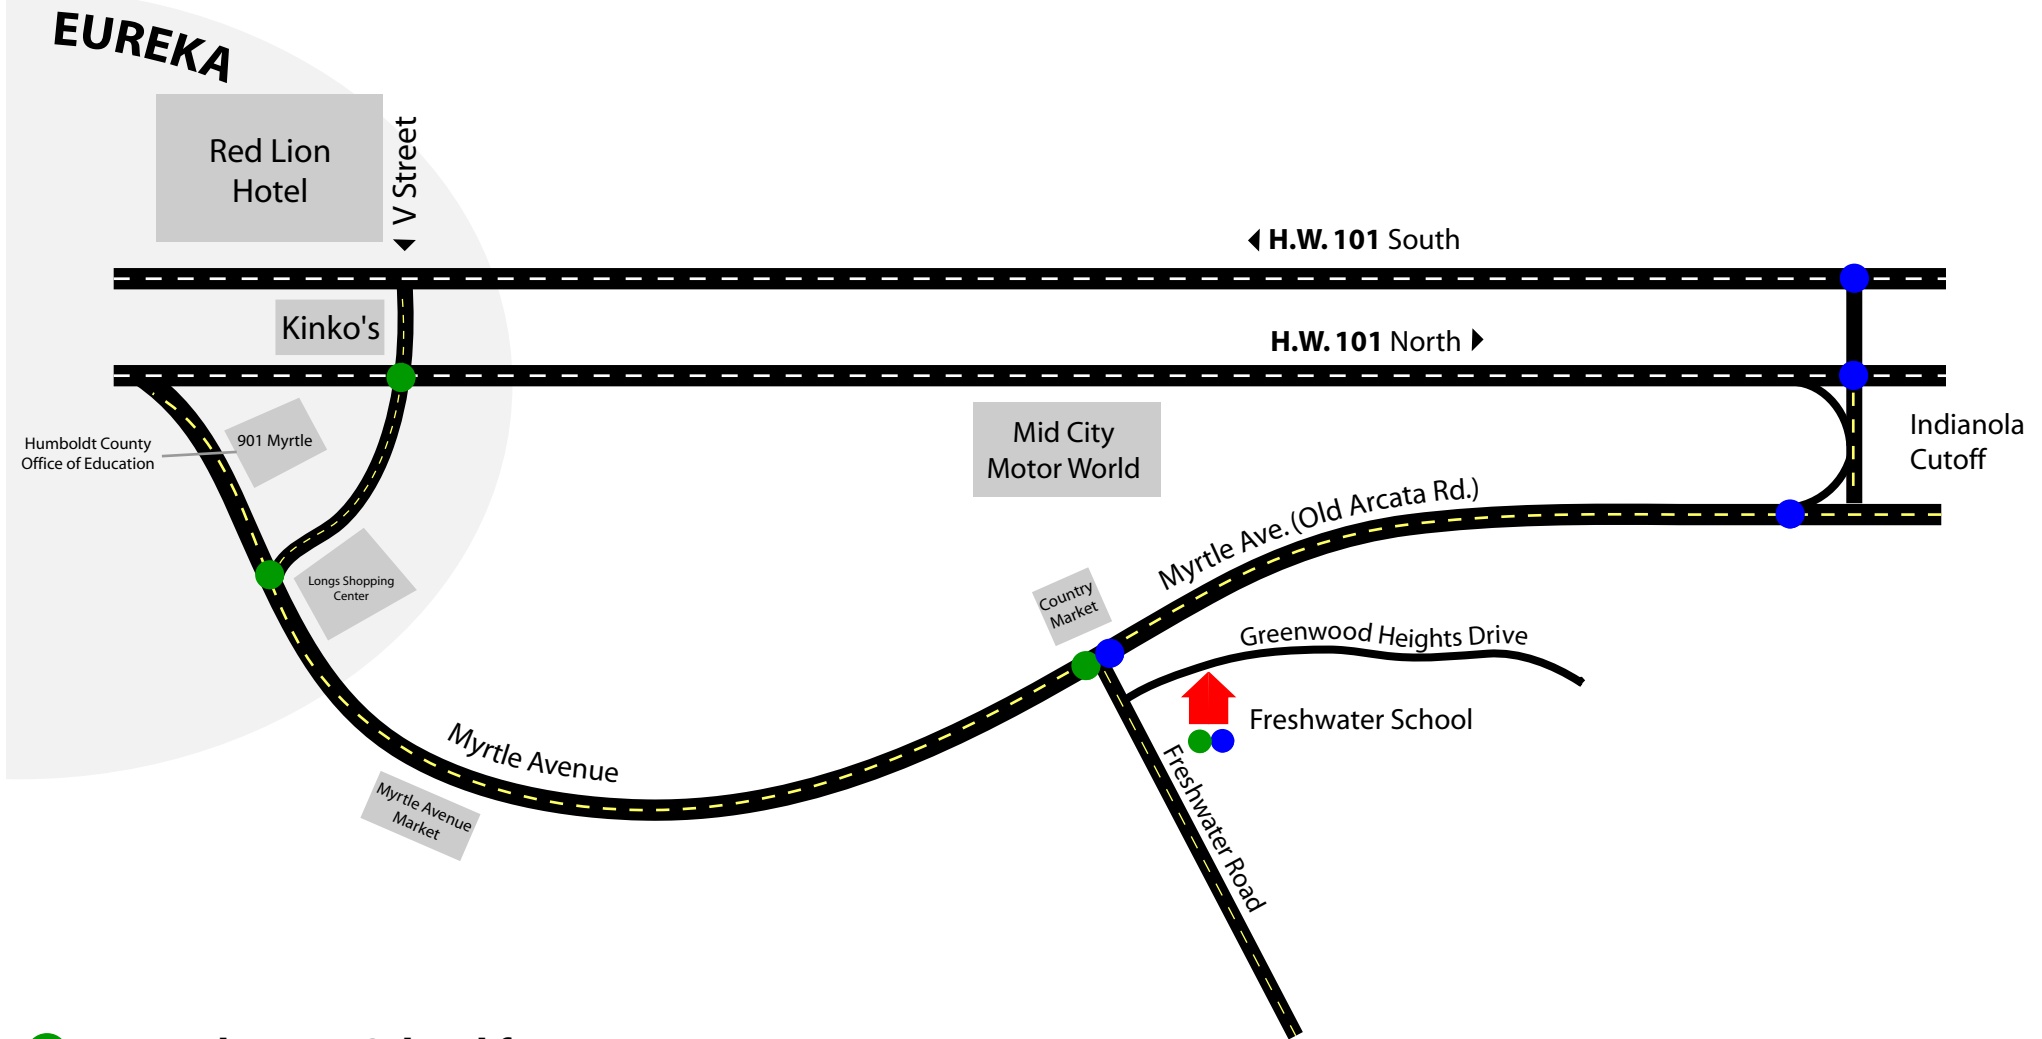 EUREKA
Red Lion
Hotel
V Street
H.W. 101 South
Kinko's
H.W. 101 North
Humboldt County
Office of Education
901 Myrtle
Mid City
Motor World
Indianola
Cutoff
Myrtle Ave. (Old Arcata Rd.)
Longs Shopping
Center
Country
Market
Greenwood Heights Drive
Freshwater School
Myrtle Avenue
Freshwater Road
Myrtle Avenue
Market